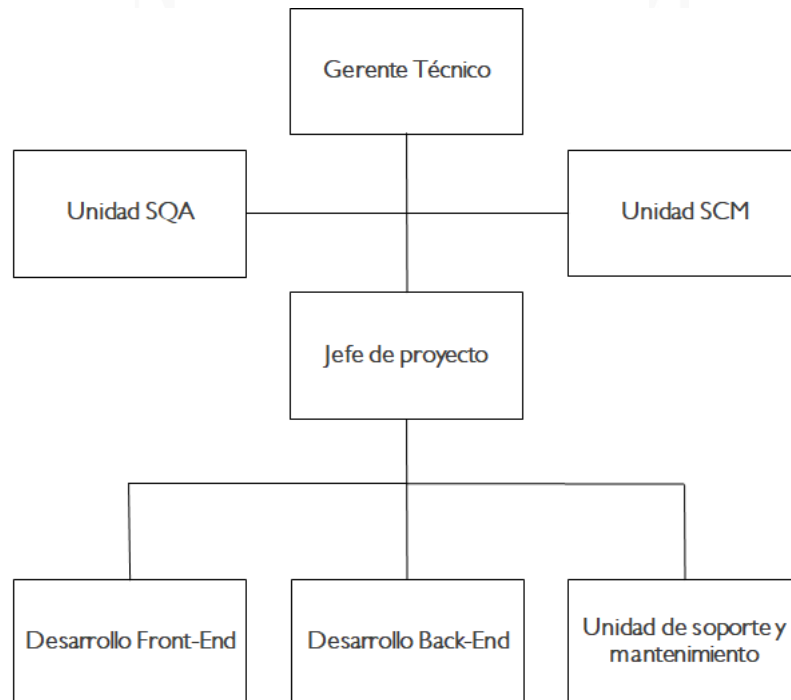 Gerente Técnico
Unidad SQA
Unidad SCM
Jefe de proyecto
Desarrollo Front-End
Desarrollo Back-End
Unidad de soporte y
mantenimiento